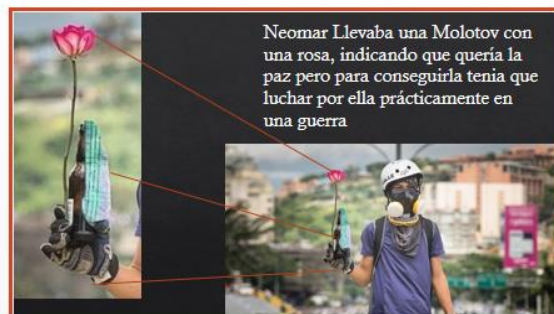 Neomar Llevaba una Molotov con
una rosa, indicando que quería la
paz pero para conseguirla tenia que
luchar por ella prácticamente en
una guerra